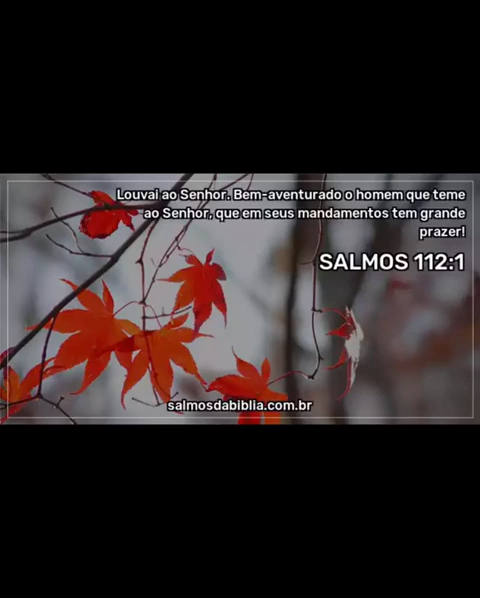 Louvai ao Senhor. Bem-aventurado o homem que teme
ao Senhor, que em seus mandamentos tem grande
prazer!
SALMOS 112:1
salmosdabiblia.com.br